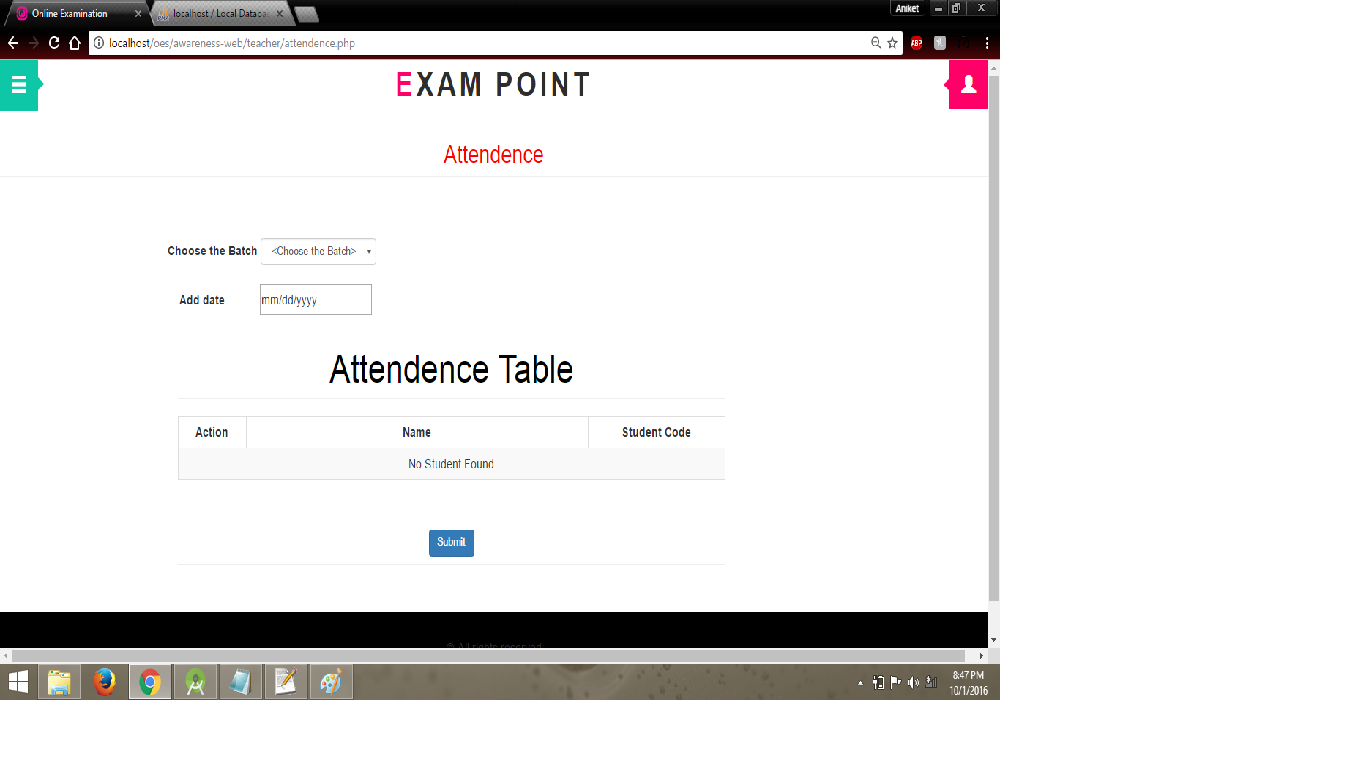 Online Examination
localhost / Local Databa
Aniket
localhost/oes/awareness-web/teacher/attendence.php
ABP
EXAM POINT
Attendence
Choose the Batch <Choose the Batch>
Add date mm/dd/yyyy
Attendence Table
Action Name Student Code
No Student Found
Submit
© All rights reserved
8:47 PM
10/1/2016